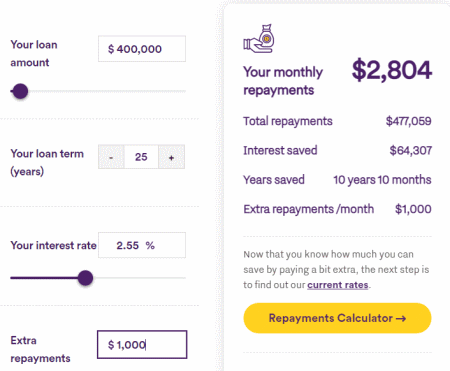 Your loan
amount
$ 400,000
Your loan term
(years)
- 25 +
Your interest rate
2.55 %
Extra
repayments
$ 1,000
Your monthly
repayments
$2,804
Total repayments $477,059
Interest saved $64,307
Years saved 10 years 10 months
Extra repayments /month $1,000
Now that you know how much you can
save by paying a bit extra, the next step is
to find out our current rates.
Repayments Calculator →